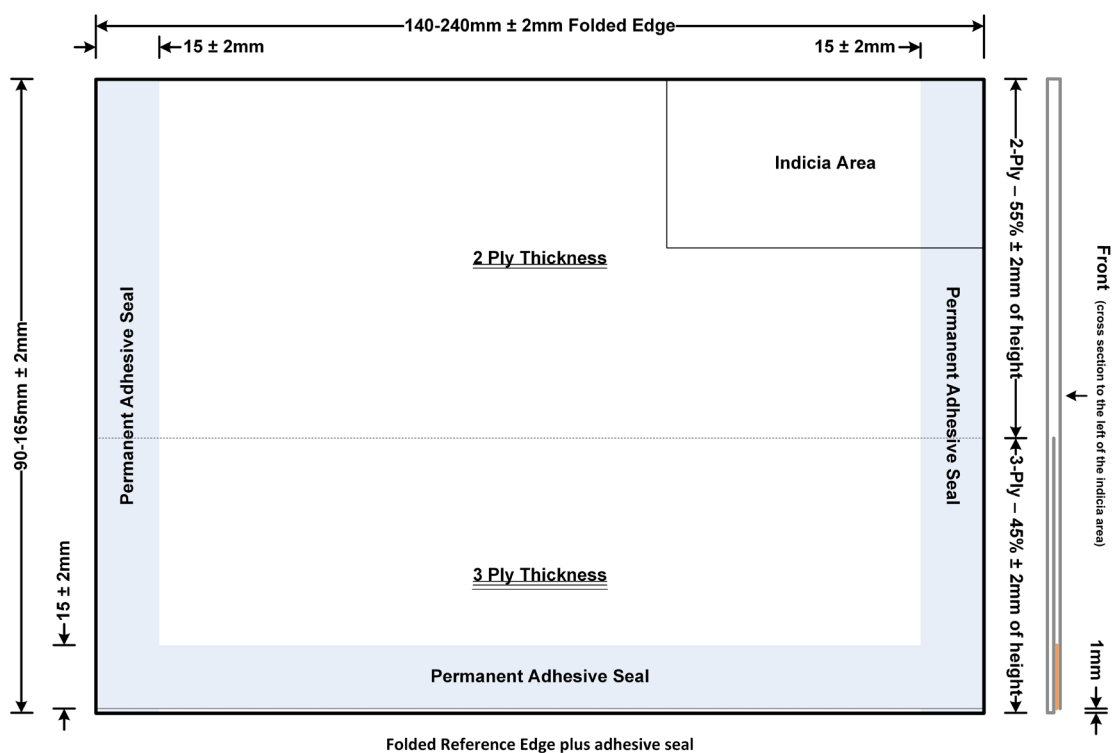 140-240mm ± 2mm Folded Edge
15 ± 2mm
15 ± 2mm
Indicia Area
2 Ply Thickness
Permanent Adhesive Seal
Permanent Adhesive Seal
90-165mm ± 2mm
2-Ply – 55% ± 2mm of height
Front (cross section to the left of the indicia area)
3-Ply – 45% ± 2mm of height
3 Ply Thickness
15 ± 2mm
1mm
Permanent Adhesive Seal
Folded Reference Edge plus adhesive seal